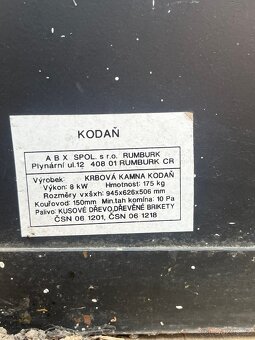 KODAŇ
A B X SPOL. s r.o. RUMBURK
Plynární ul.12 408 01 RUMBURK CR
Výrobek: KRBOVÁ KAMNA KODAŇ
Výkon: 8 kW Hmotnost: 175 kg
Rozměry vxšxh: 945x626x506 mm
Kouřovod: 150mm Min.tah komína: 10 Pa
Palivo: KUSOVÉ DŘEVO,DŘEVĚNÉ BRIKETY
ČSN 06 1201, ČSN 06 1218